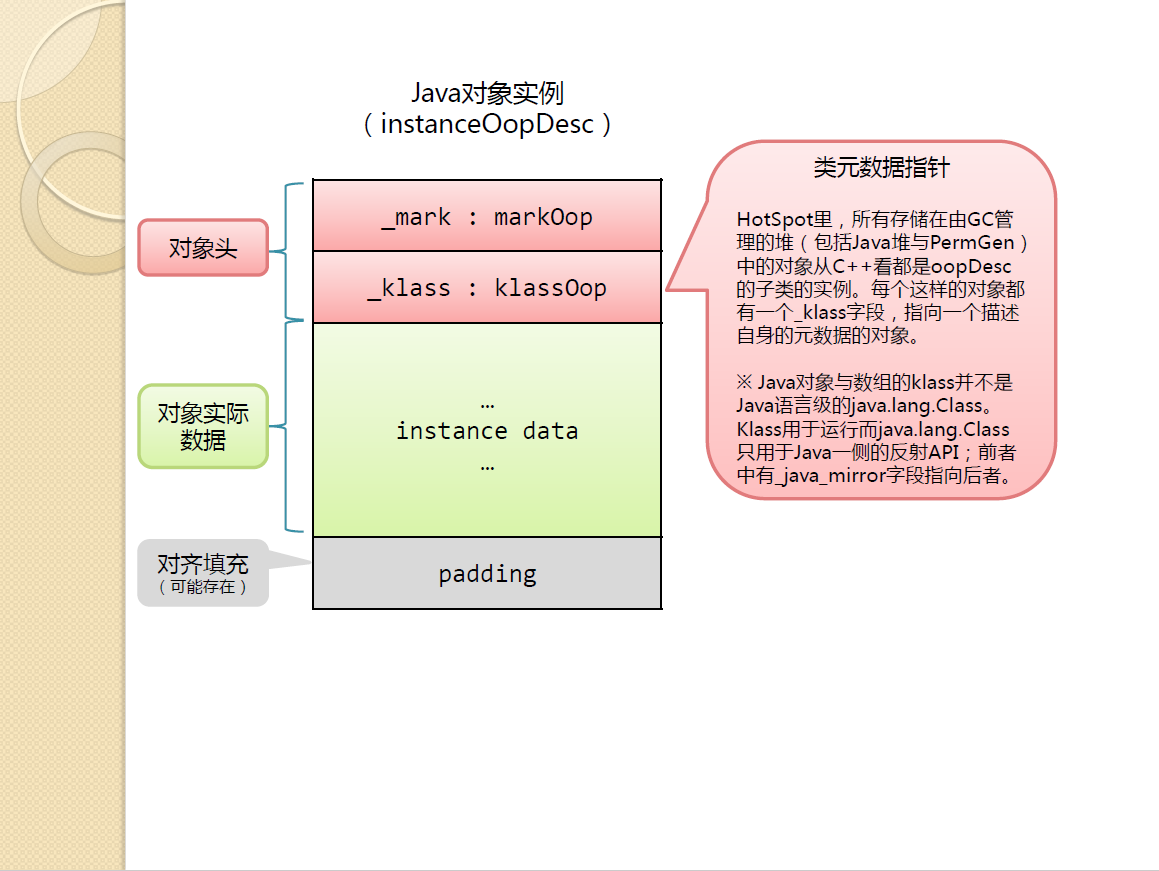 Java对象实例
（instanceOopDesc）
对象头
_mark : markOop
_klass : klassOop
对象实际
数据
…
instance data
…
对齐填充
（可能存在）
padding
类元数据指针
HotSpot里，所有存储在由GC管
理的堆（包括Java堆与PermGen）
中的对象从C++看都是oopDesc
的子类的实例。每个这样的对象都
有一个_klass字段，指向一个描述
自身的元数据的对象。
※ Java对象与数组的klass并不是
Java语言级的java.lang.Class。
Klass用于运行而java.lang.Class
只用于Java一侧的反射API；前者
中有_java_mirror字段指向后者。